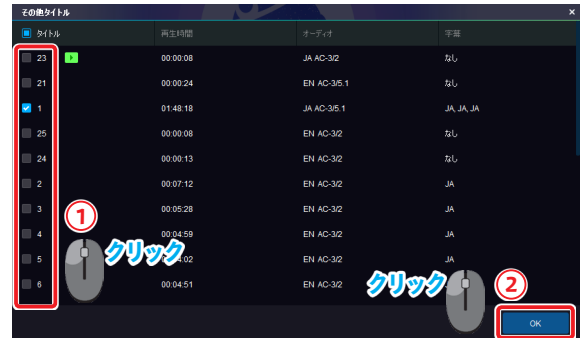 その他タイトル ×
タイトル 再生時間 オーディオ 字幕
23 00:00:08 JA AC-3/2 なし
21 00:00:24 EN AC-3/5.1 なし
1 01:48:18 JA AC-3/5.1 JA, JA, JA
25 00:00:08 EN AC-3/2 なし
24 00:00:13 EN AC-3/2 なし
2 00:07:12 EN AC-3/2 JA
3 00:05:28 EN AC-3/2 JA
①
4 00:04:59 EN AC-3/2 JA
クリック
5 EN AC-3/2 JA
クリック
②
6 00:04:51 EN AC-3/2
OK